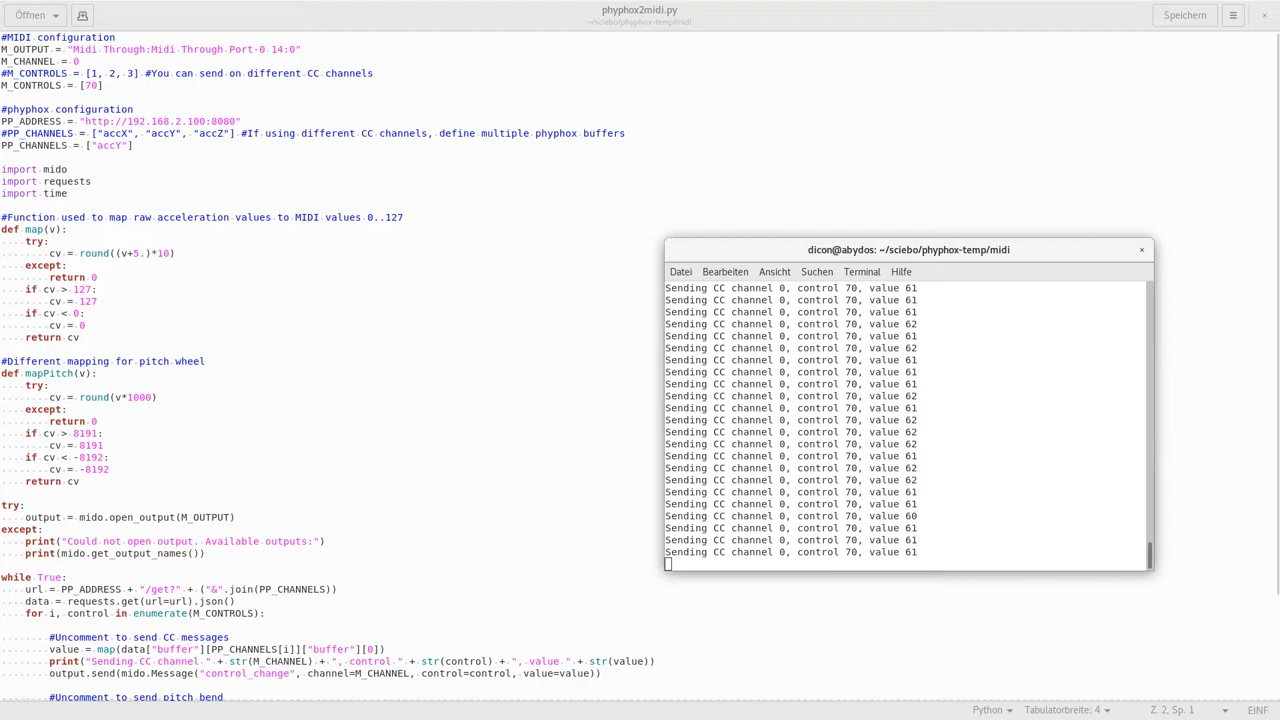 Öffnen
phyphox2midi.py
~/sciebo/phyphox-temp/midi
Speichern
#MIDI configuration
M_OUTPUT = "Midi Through:Midi Through Port-0 14:0"
M_CHANNEL = 0
#M_CONTROLS = [1, 2, 3] #You can send on different CC channels
M_CONTROLS = [70]
#phyphox configuration
PP_ADDRESS = "http://192.168.2.100:8080"
#PP_CHANNELS = ["accX", "accY", "accZ"] #If using different CC channels, define multiple phyphox buffers
PP_CHANNELS = ["accY"]
import mido
import requests
import time
#Function used to map raw acceleration values to MIDI values 0..127
def map(v):
    try:
        cv = round((v+5.)*10)
    except:
        return 0
    if cv > 127:
        cv = 127
    if cv < 0:
        cv = 0
    return cv
#Different mapping for pitch wheel
def mapPitch(v):
    try:
        cv = round(v*1000)
    except:
        return 0
    if cv > 8191:
        cv = 8191
    if cv < -8192:
        cv = -8192
    return cv
try:
    output = mido.open_output(M_OUTPUT)
except:
    print("Could not open output. Available outputs:")
    print(mido.get_output_names())
while True:
    url = PP_ADDRESS + "/get?" + ("&".join(PP_CHANNELS))
    data = requests.get(url=url).json()
    for i, control in enumerate(M_CONTROLS):
        #Uncomment to send CC messages
        value = map(data["buffer"][PP_CHANNELS[i]]["buffer"][0])
        print("Sending CC channel " + str(M_CHANNEL) + ", control " + str(control) + ", value " + str(value))
        output.send(mido.Message("control_change", channel=M_CHANNEL, control=control, value=value))
        #Uncomment to send pitch bend
dicon@abydos: ~/sciebo/phyphox-temp/midi
Datei Bearbeiten Ansicht Suchen Terminal Hilfe
Sending CC channel 0, control 70, value 61
Sending CC channel 0, control 70, value 61
Sending CC channel 0, control 70, value 61
Sending CC channel 0, control 70, value 62
Sending CC channel 0, control 70, value 61
Sending CC channel 0, control 70, value 62
Sending CC channel 0, control 70, value 61
Sending CC channel 0, control 70, value 61
Sending CC channel 0, control 70, value 61
Sending CC channel 0, control 70, value 62
Sending CC channel 0, control 70, value 61
Sending CC channel 0, control 70, value 62
Sending CC channel 0, control 70, value 62
Sending CC channel 0, control 70, value 62
Sending CC channel 0, control 70, value 61
Sending CC channel 0, control 70, value 62
Sending CC channel 0, control 70, value 62
Sending CC channel 0, control 70, value 61
Sending CC channel 0, control 70, value 61
Sending CC channel 0, control 70, value 60
Sending CC channel 0, control 70, value 61
Sending CC channel 0, control 70, value 61
Sending CC channel 0, control 70, value 61
Python Tabulatorbreite: 4 Z. 2, Sp. 1 EINF